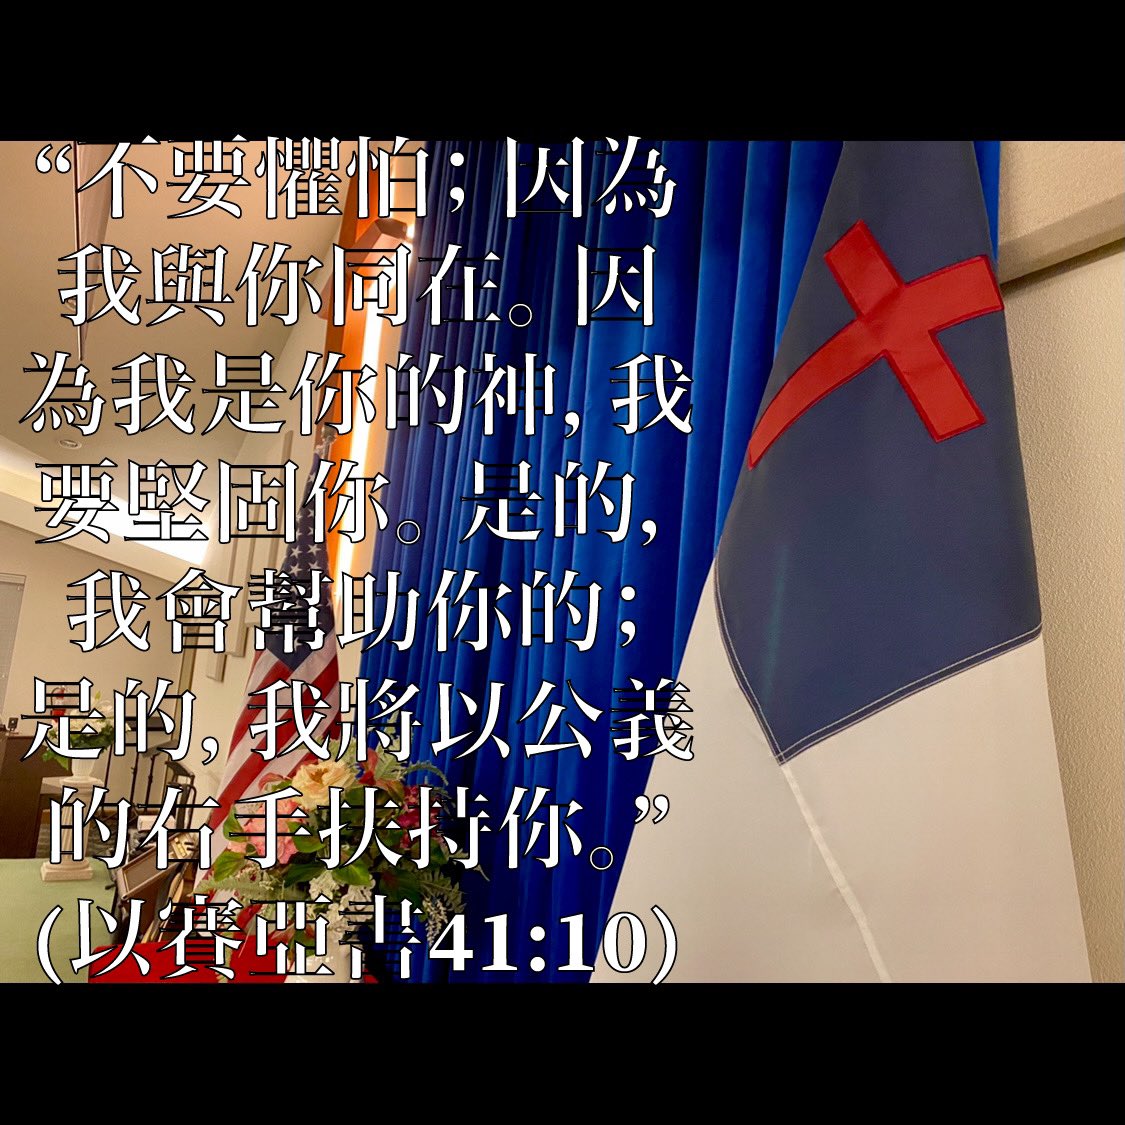 “不要懼怕; 因為
我與你同在。因
為我是你的神, 我
要堅固你。是的,
我會幫助你的;
是的, 我將以公義
的右手扶持你。”
(以賽亞書41:10)